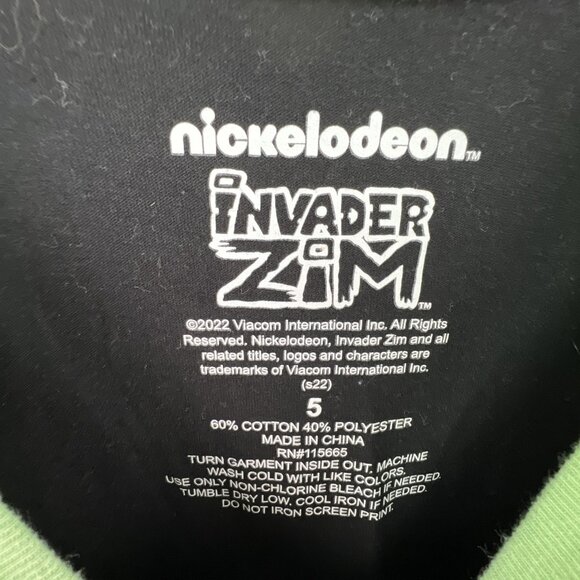 nickelodeon™
INVADER
ZIM™
©2022 Viacom International Inc. All Rights
Reserved. Nickelodeon, Invader Zim and all
related titles, logos and characters are
trademarks of Viacom International Inc.
(s22)
5
60% COTTON 40% POLYESTER
MADE IN CHINA
RN#115665
TURN GARMENT INSIDE OUT. MACHINE
WASH COLD WITH LIKE COLORS.
USE ONLY NON-CHLORINE BLEACH IF NEEDED.
TUMBLE DRY LOW. COOL IRON IF NEEDED.
DO NOT IRON SCREEN PRINT.